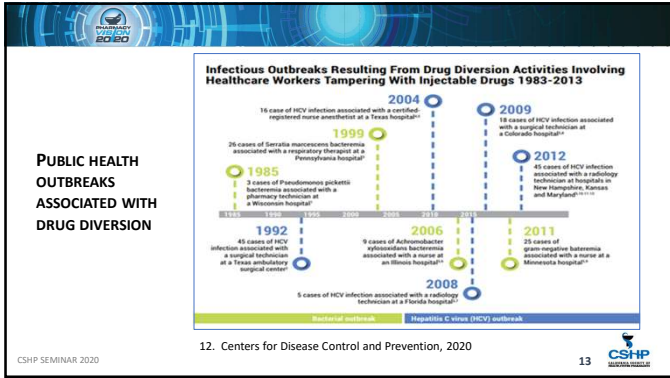 PHARMACY
VISION
2020
PUBLIC HEALTH
OUTBREAKS
ASSOCIATED WITH
DRUG DIVERSION
Infectious Outbreaks Resulting From Drug Diversion Activities Involving
Healthcare Workers Tampering With Injectable Drugs 1983-2013
2004
16 case of HCV infection associated with a certified-
registered nurse anesthetist at a Texas hospital
2009
18 cases of HCV infection associated
with a surgical technician at
a Colorado hospital
1999
26 cases of Serratia marcescens bacteremia
associated with a respiratory therapist at a
Pennsylvania hospital
2012
45 cases of HCV infection
associated with a radiology
technician at hospitals in
New Hampshire, Kansas
and Maryland
1985
3 cases of Pseudomonas pickettii
bacteremia associated with a
pharmacy technician at
a Wisconsin hospital
1985 1990 1995 2000 2005 2010 2015
1992
45 cases of HCV
infection associated with
a surgical technician
at a Texas ambulatory
surgical center
2006
9 cases of Achromobacter
xylosoxidans bacteremia
associated with a nurse at
an Illinois hospital
2011
25 cases of
gram-negative bateremia
associated with a nurse at a
Minnesota hospital
2008
5 cases of HCV infection associated with a radiology
technician at a Florida hospital
Bacterial outbreak
Hepatitis C virus (HCV) outbreak
12. Centers for Disease Control and Prevention, 2020
CSHP SEMINAR 2020
13
CSHP